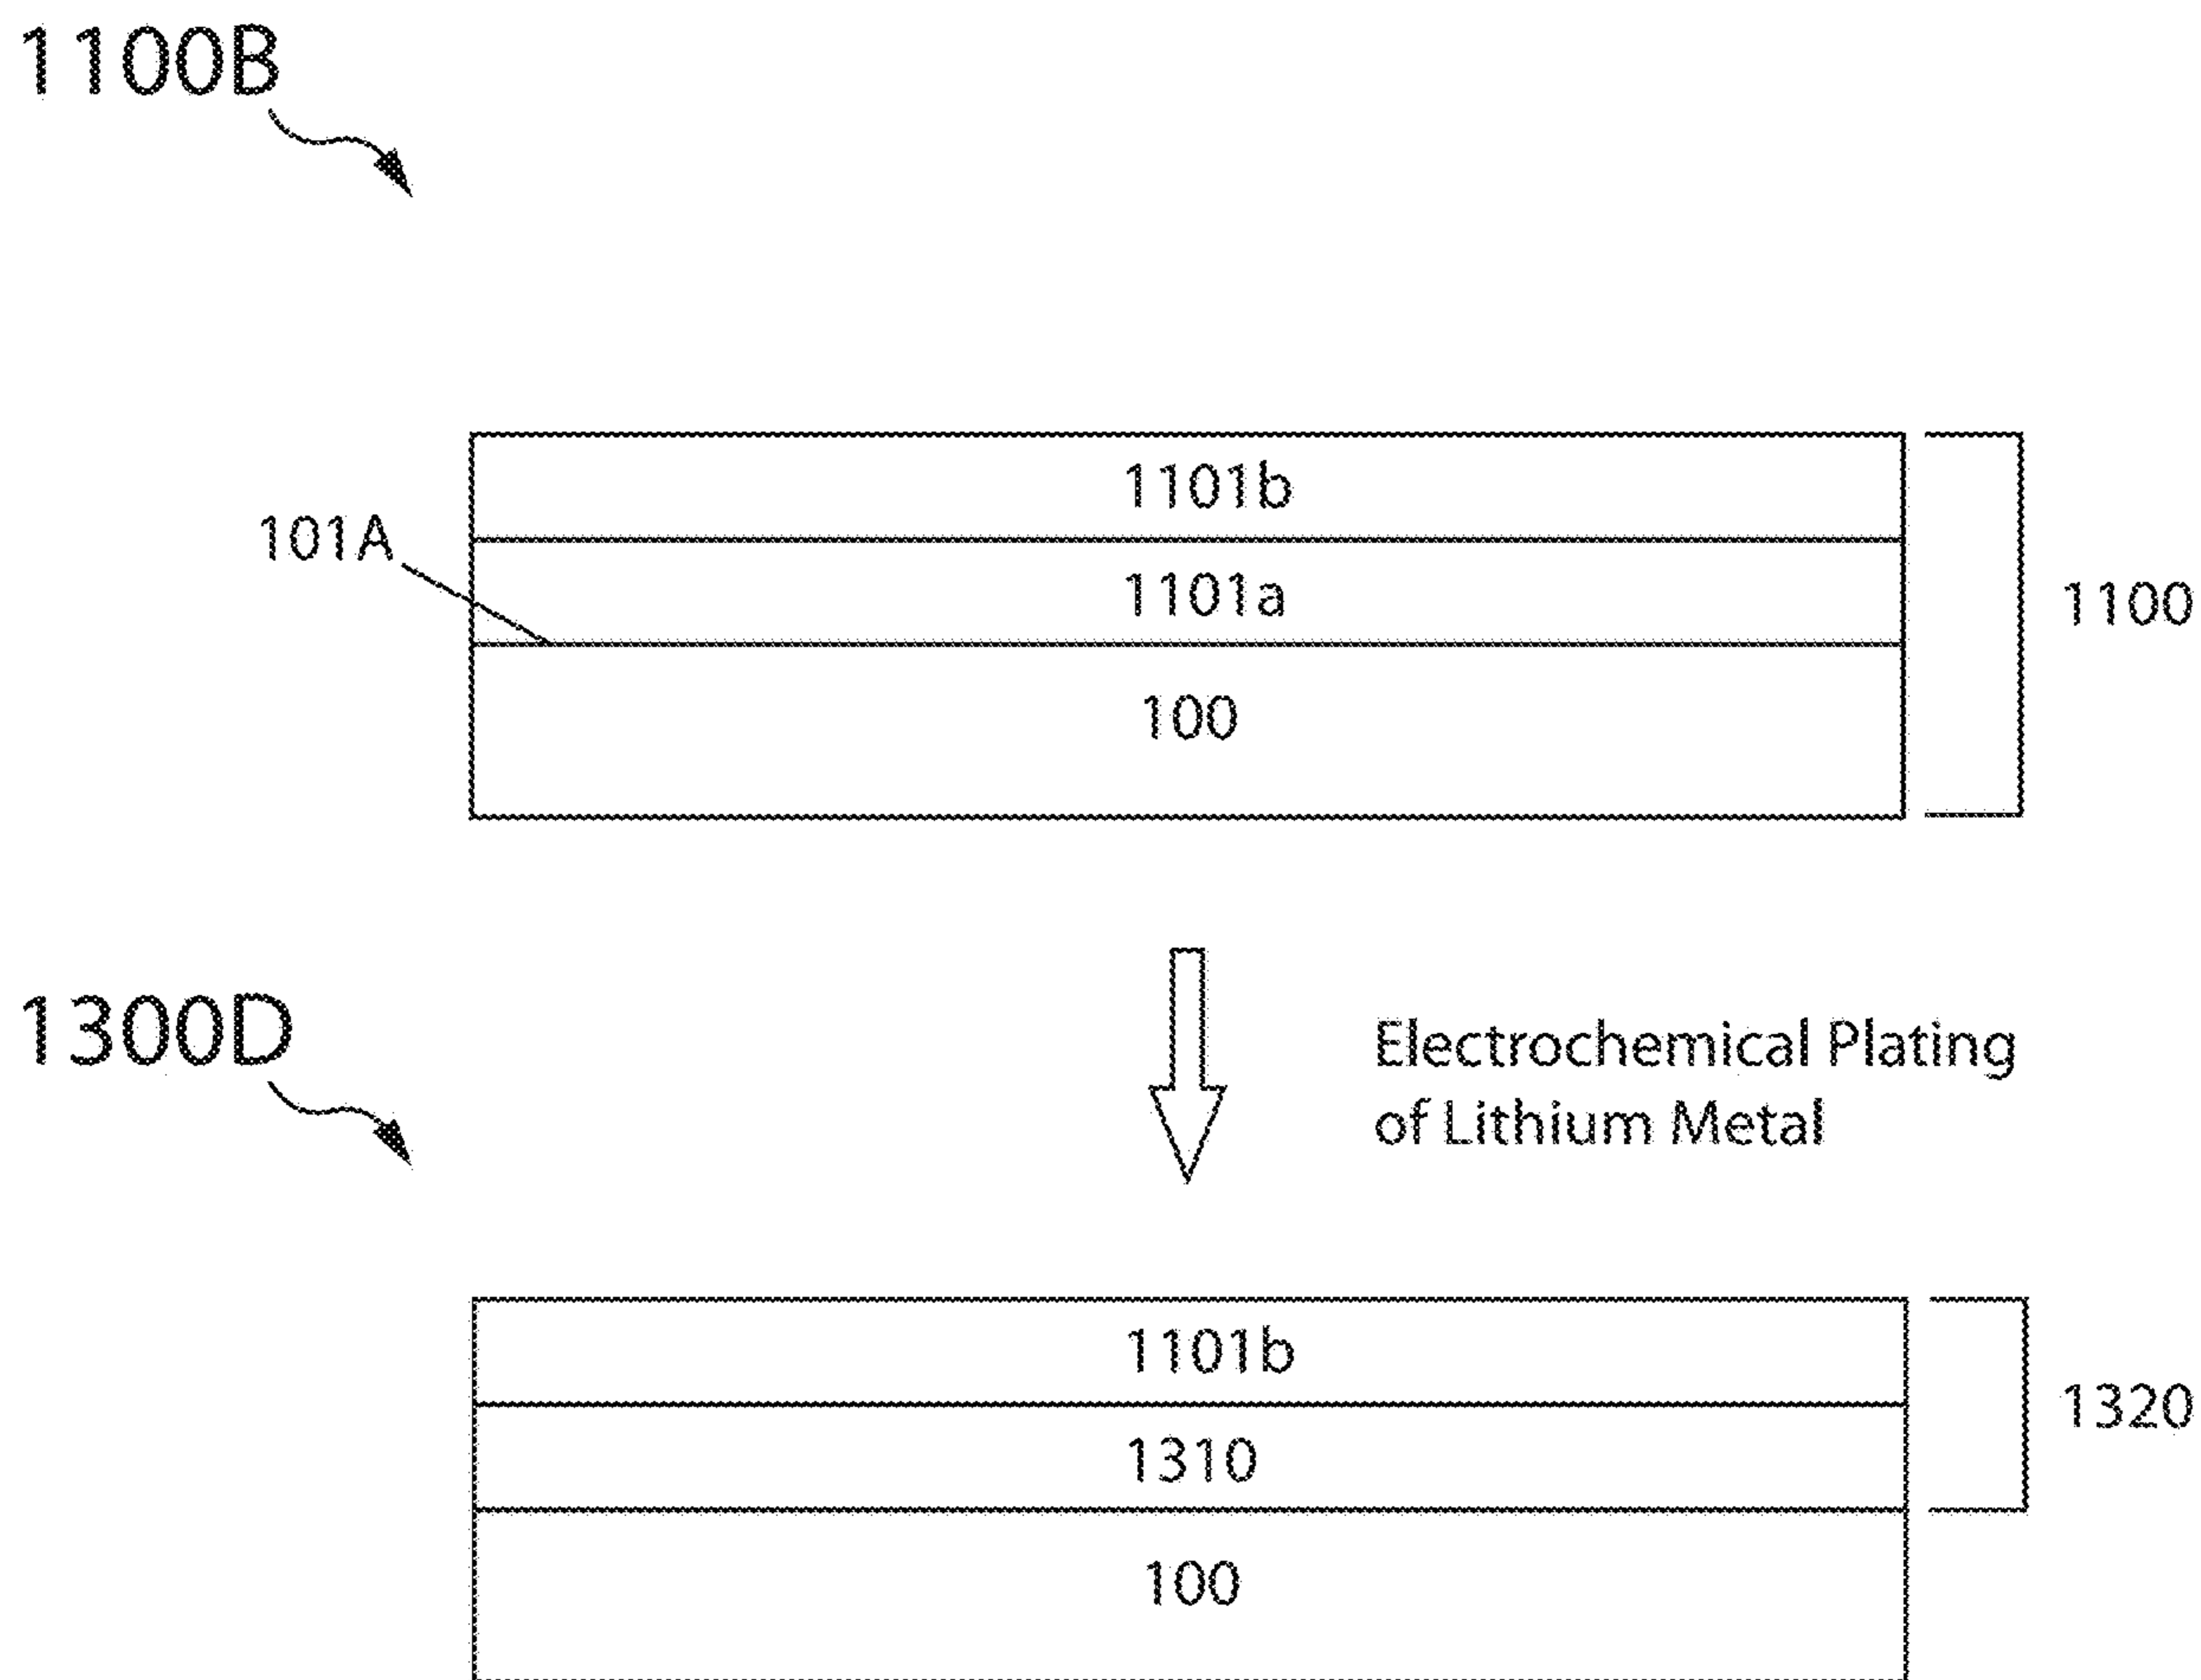 1100B
1101b
101A
1101a
1100
100
1300D
Electrochemical Plating
of Lithium Metal
1101b
1320
1310
100